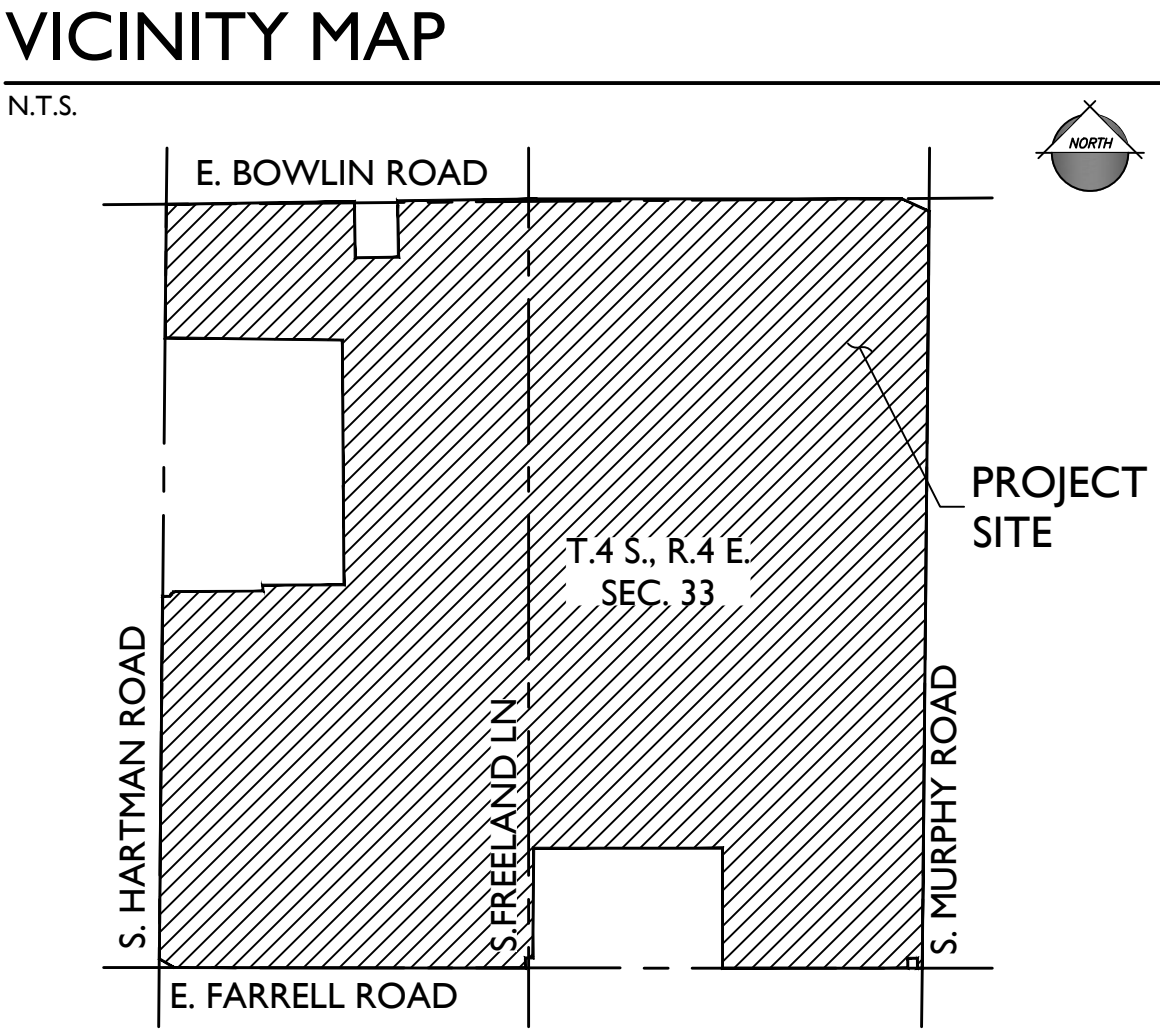 VICINITY MAP
N.T.S.
NORTH
E. BOWLIN ROAD
PROJECT
SITE
T.4 S., R.4 E.
SEC. 33
S. HARTMAN ROAD
S.FREELAND LN
S. MURPHY ROAD
E. FARRELL ROAD